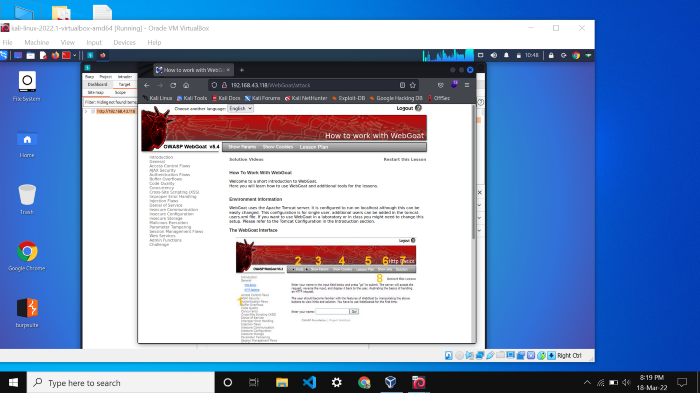 kali-linux-2022.1-virtualbox-amd64 [Running] - Oracle VM VirtualBox
File Machine View Input Devices Help
10:48
Burp Project Intruder
Dashboard Target
Site map Scope
Filter: Hiding not found items
http://192.168.43.118
How to work with WebG
192.168.43.118/WebGoat/attack
Kali Linux Kali Tools Kali Docs Kali Forums Kali NetHunter Exploit-DB Google Hacking DB OffSec
Choose another language: English Logout
How to work with WebGoat
OWASP WebGoat v5.4 Show Params Show Cookies Lesson Plan
Introduction
General
Access Control Flaws
AJAX Security
Authentication Flaws
Buffer Overflows
Code Quality
Concurrency
Cross-Site Scripting (XSS)
Improper Error Handling
Injection Flaws
Denial of Service
Insecure Communication
Insecure Configuration
Insecure Storage
Malicious Execution
Parameter Tampering
Session Management Flaws
Web Services
Admin Functions
Challenge
Solution Videos Restart this Lesson
How To Work With WebGoat
Welcome to a short introduction to WebGoat.
Here you will learn how to use WebGoat and additional tools for the lessons.
Environment Information
WebGoat uses the Apache Tomcat server. It is configured to run on localhost although this can be
easily changed. This configuration is for single user, additional users can be added in the tomcat
users.xml file. If you want to use WebGoat in a laboratory or in class you might need to change this
setup. Please refer to the Tomcat Configuration in the Introduction section.
The WebGoat Interface
Logout
2 3 4 5 6 7
Http Basics
8
Restart this Lesson
Enter your name:
Go!
File System
Home
Trash
Google Chrome
burpsuite
Right Ctrl
Type here to search
8:19 PM
18-Mar-22